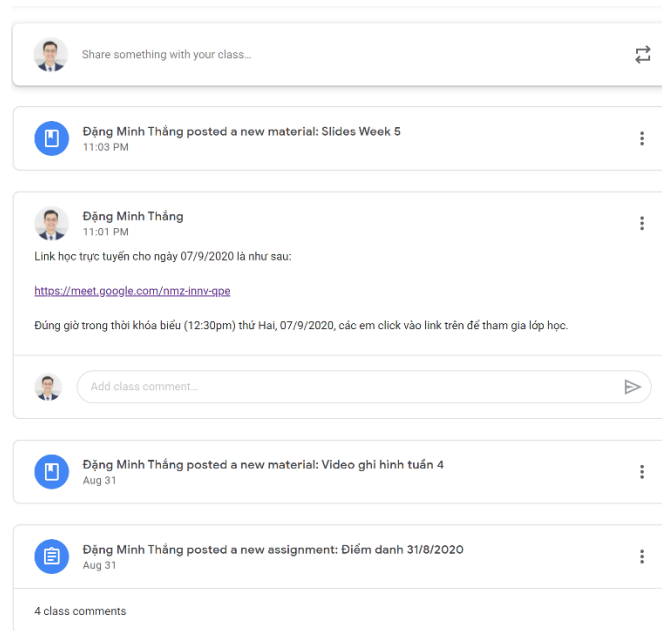 Share something with your class...
Đặng Minh Thắng posted a new material: Slides Week 5
11:03 PM
Đặng Minh Thắng
11:01 PM
Link học trực tuyến cho ngày 07/9/2020 là như sau:
https://meet.google.com/nmz-innv-qpe
Đúng giờ trong thời khóa biểu (12:30pm) thứ Hai, 07/9/2020, các em click vào link trên để tham gia lớp học.
Add class comment...
Đặng Minh Thắng posted a new material: Video ghi hình tuần 4
Aug 31
Đặng Minh Thắng posted a new assignment: Điểm danh 31/8/2020
Aug 31
4 class comments